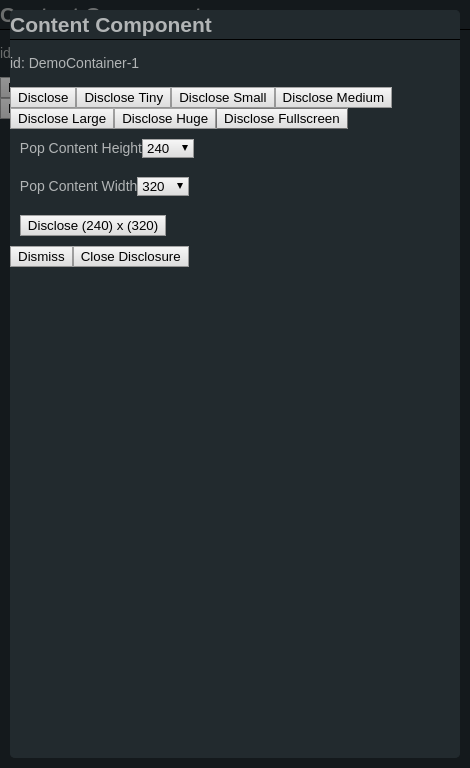 Content Component
id: DemoContainer-1
Disclose Disclose Tiny Disclose Small Disclose Medium
Disclose Large Disclose Huge Disclose Fullscreen
Pop Content Height 240
Pop Content Width 320
Disclose (240) x (320)
Dismiss Close Disclosure